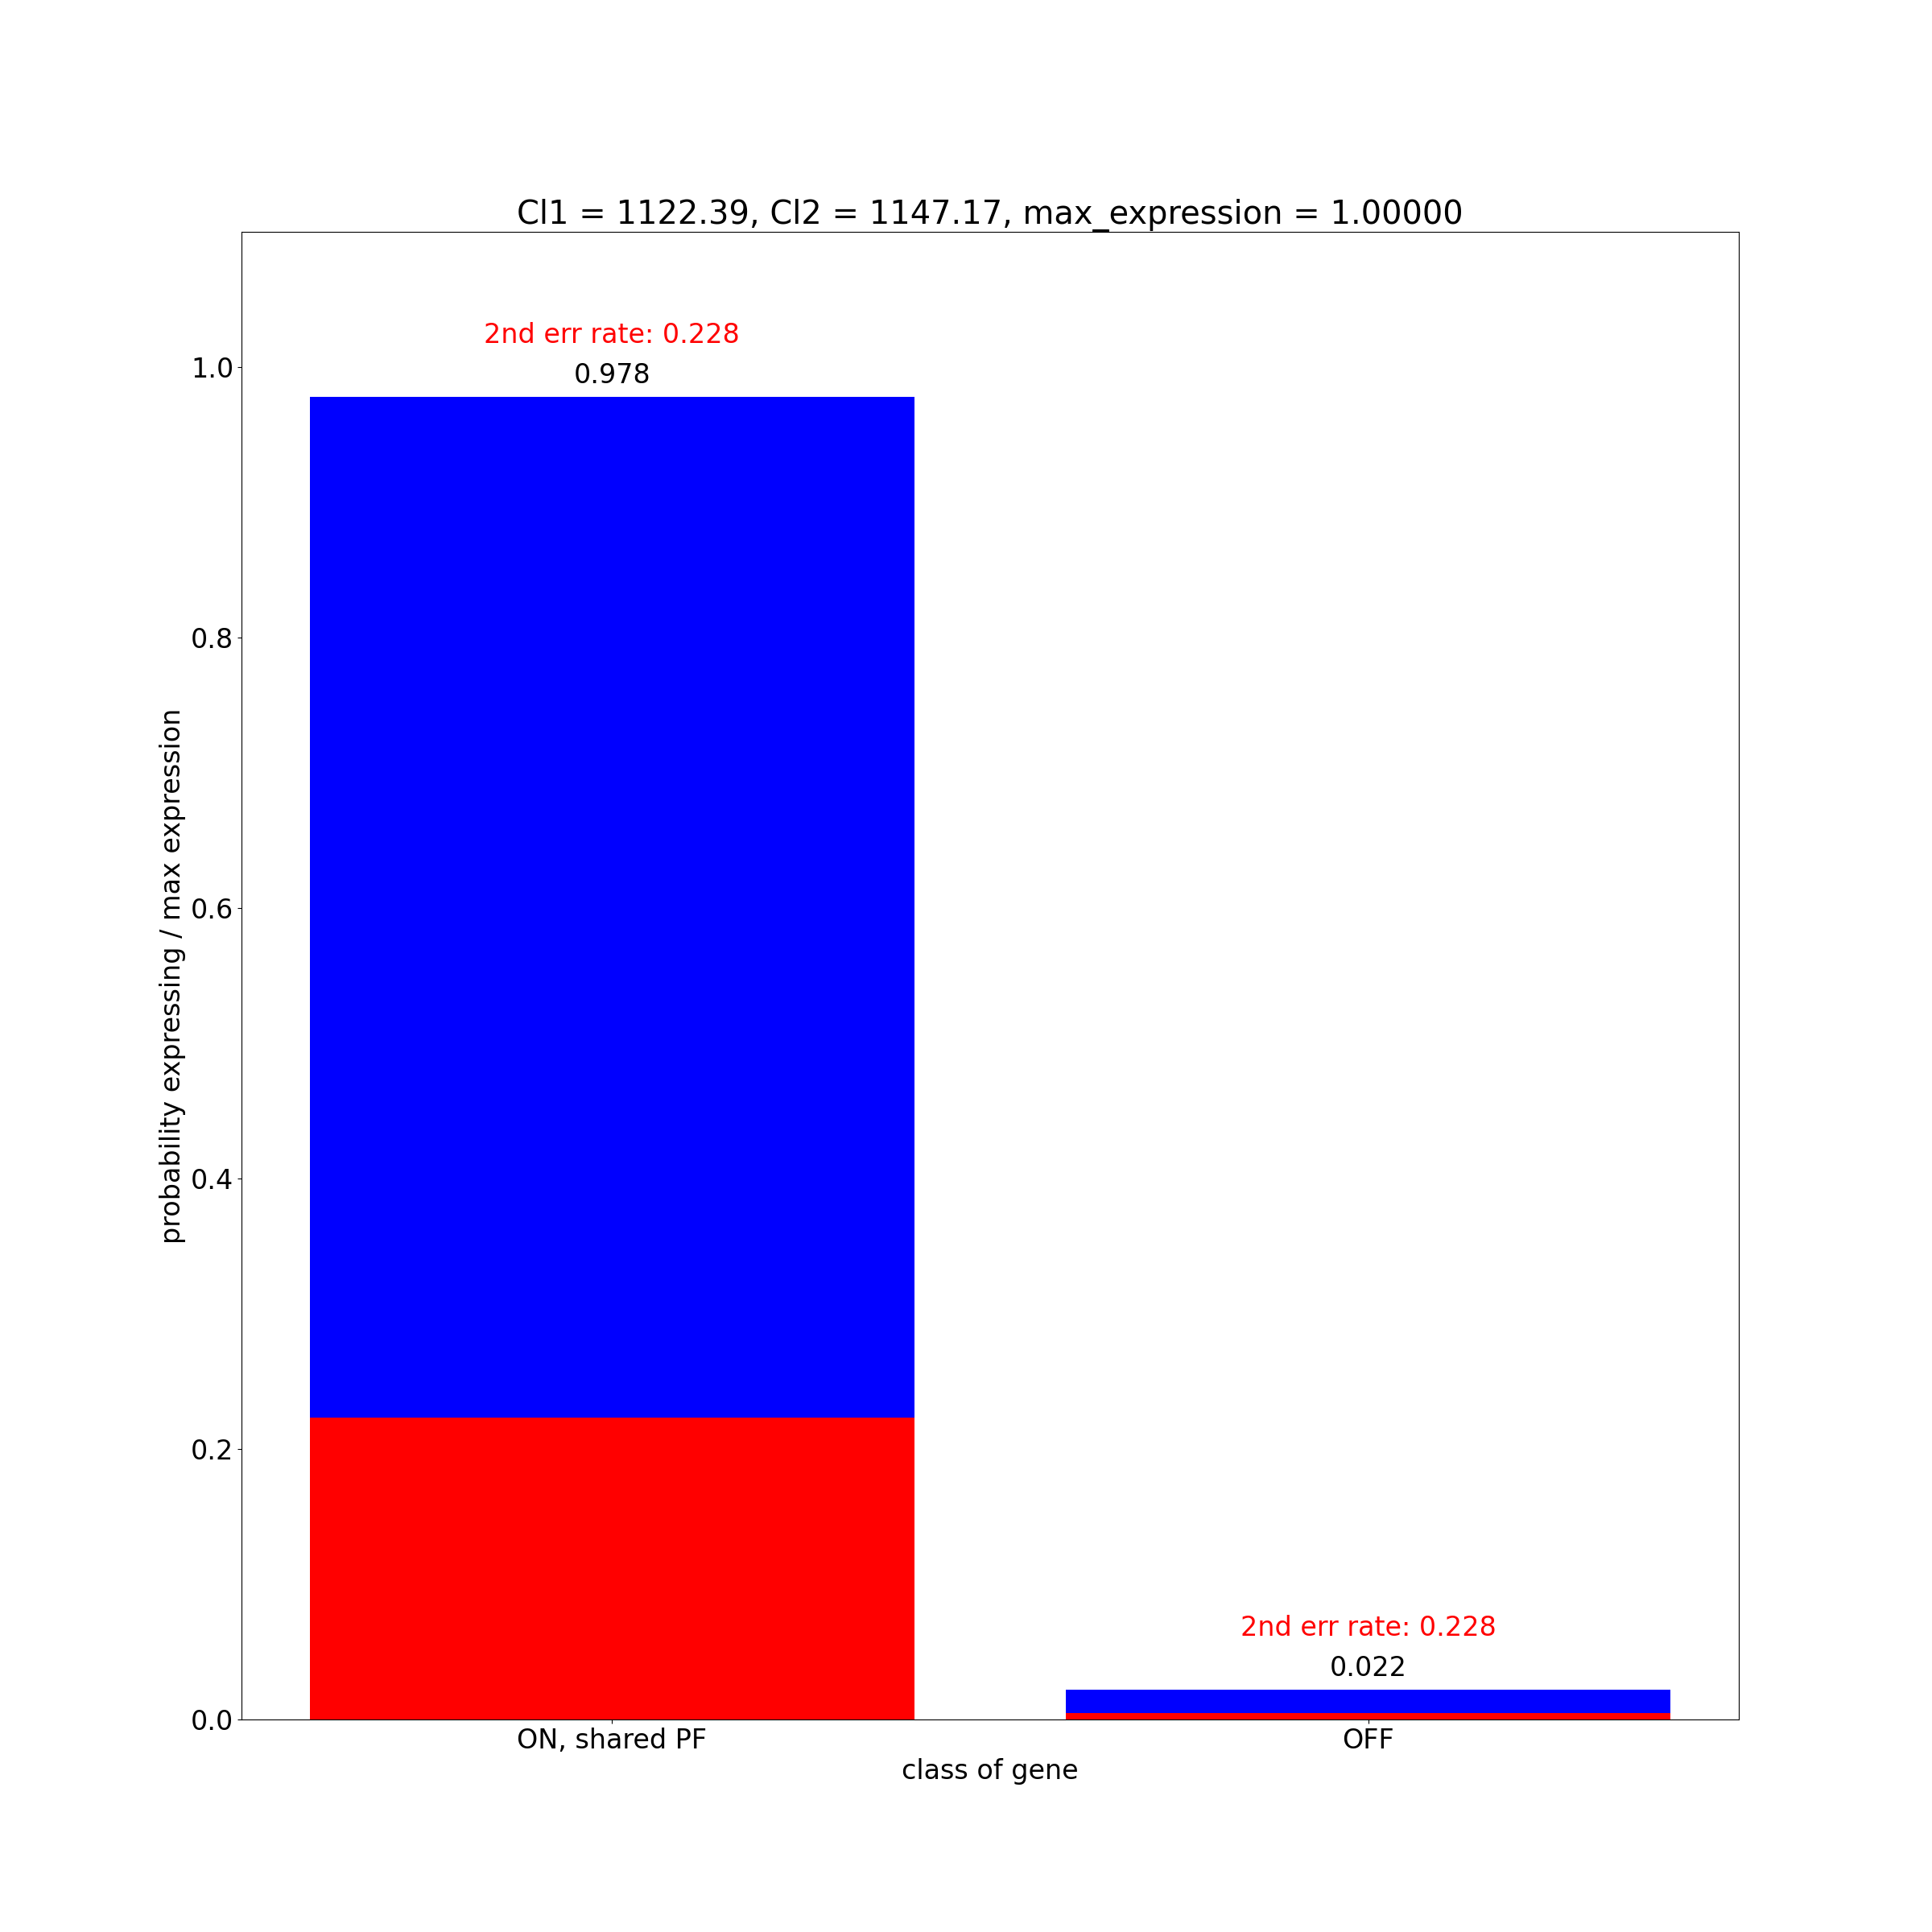 Cl1 = 1122.39, Cl2 = 1147.17, max_expression = 1.00000
2nd err rate: 0.228
0.978
1.0
0.8
0.6
0.4
0.2
0.0
probability expressing / max expression
2nd err rate: 0.228
0.022
ON, shared PF
OFF
class of gene